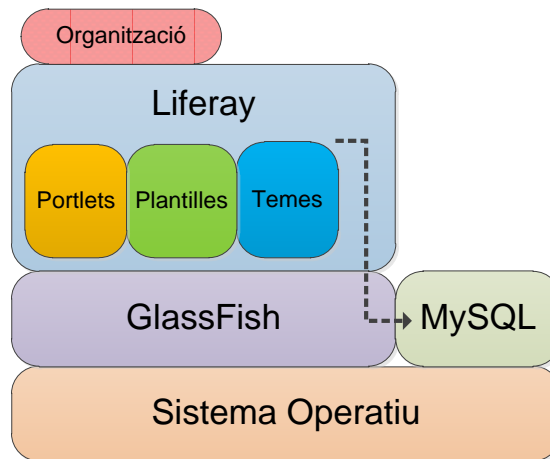 Organització
Liferay
Portlets Plantilles Temes
GlassFish MySQL
Sistema Operatiu